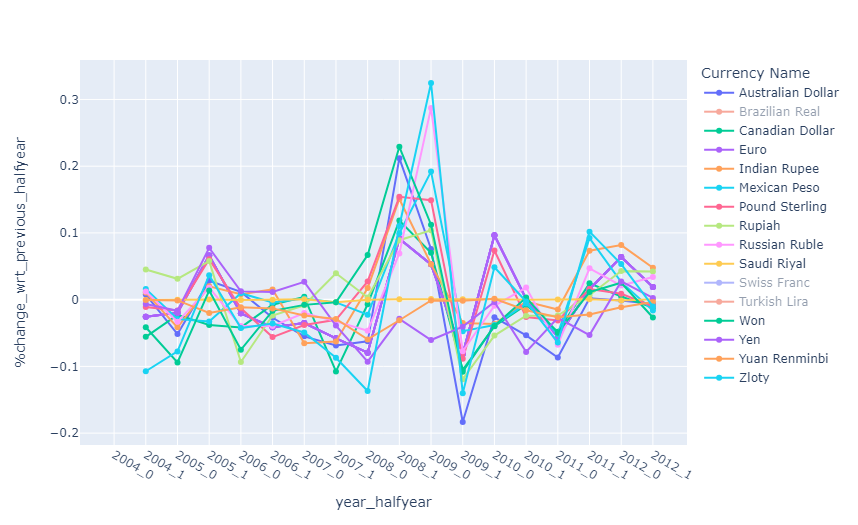 Currency Name
Australian Dollar
Brazilian Real
Canadian Dollar
Euro
Indian Rupee
Mexican Peso
Pound Sterling
Rupiah
Russian Ruble
Saudi Riyal
Swiss Franc
Turkish Lira
Won
Yen
Yuan Renminbi
Zloty
%change_wrt_previous_halfyear
0.3
0.2
0.1
0
−0.1
−0.2
2004_0
2004_1
2005_0
2005_1
2006_0
2006_1
2007_0
2007_1
2008_0
2008_1
2009_0
2009_1
2010_0
2010_1
2011_0
2011_1
2012_0
2012_1
year_halfyear